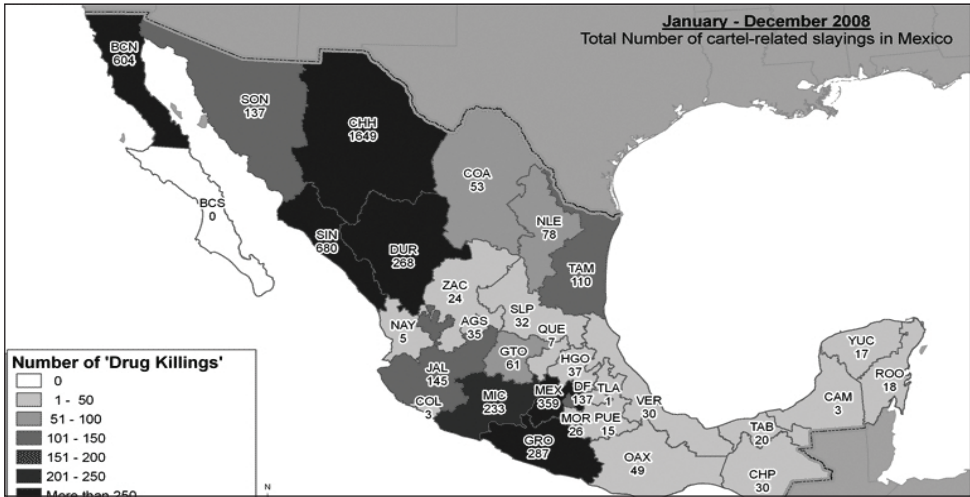 January - December 2008
Total Number of cartel-related slayings in Mexico
BCN
604
SON
137
CHH
1649
COA
53
BCS
0
NLE
78
SIN
680
DUR
268
TAM
110
ZAC
24
SLP
32
NAY
5
AGS
35
QUE
7
YUC
17
GTO
61
HGO
37
ROO
18
JAL
145
MEX
359
DF
137
TLA
1
CAM
3
COL
3
MIC
233
VER
30
MOR
26
PUE
15
TAB
20
GRO
287
OAX
49
CHP
30
Number of 'Drug Killings'
0
1 - 50
51 - 100
101 - 150
151 - 200
201 - 250
More than 250
N